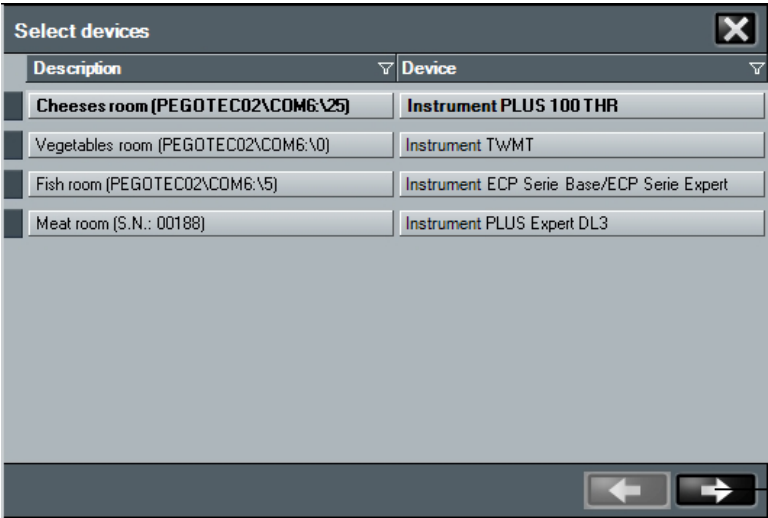 Select devices
Description Device
Cheeses room (PEGOTEC02\COM6:\25) Instrument PLUS 100 THR
Vegetables room (PEGOTEC02\COM6:\0) Instrument TWMT
Fish room (PEGOTEC02\COM6:\5) Instrument ECP Serie Base/ECP Serie Expert
Meat room (S.N.: 00188) Instrument PLUS Expert DL3